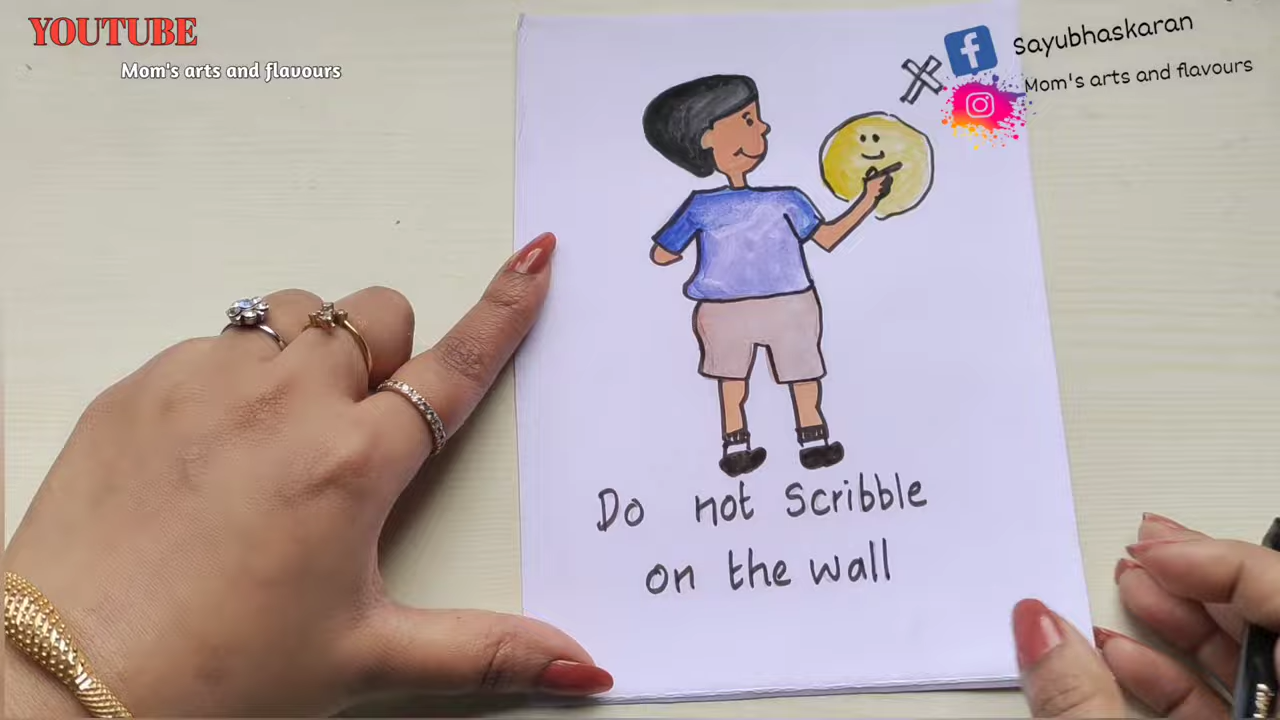 YOUTUBE
Mom's arts and flavours
sayubhaskaran
Mom's arts and flavours
Do not Scribble
on the wall